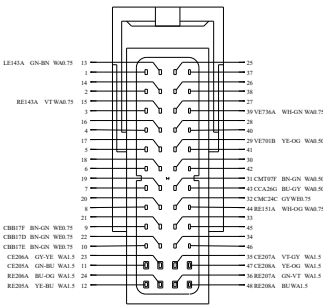 LE143A GN-BN WA0.75 13
1
14
2
RE143A VT WA0.75 15
3
16
4
17
5
18
6
19
7
20
8
21
CBB17F BN-GN WE0.75 9
CBB17D BN-GN WE0.75 22
CBB17E BN-GN WE0.75 10
CE206A GY-YE WA1.5 23
CE205A GN-BU WA1.5 11
RE206A BU-OG WA1.5 24
RE205A YE-BU WA1.5 12
25
37
26
38
27
39 VE736A WH-GN WA0.75
28
40
29 VE701B YE-OG WA0.50
41
30
42
31 CMT07F BN-GN WA0.50
43 CCA26G BU-GY WA0.50
32 CMC24C GY WE0.75
44 RE151A WH-OG WA0.75
33
45
34
46
35 CE207A VT-GY WA1.5
47 CE208A YE-OG WA1.5
36 RE207A GN-VT WA1.5
48 RE208A BU WA1.5